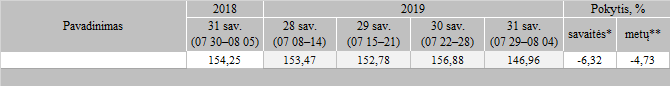 Pavadinimas 2018 2019 Pokytis, %
31 sav. 28 sav. 29 sav. 30 sav. 31 sav. savaitės* metų**
(07 30–08 05) (07 08–14) (07 15–21) (07 22–28) (07 29–08 04)
154,25 153,47 152,78 156,88 146,96 -6,32 -4,73